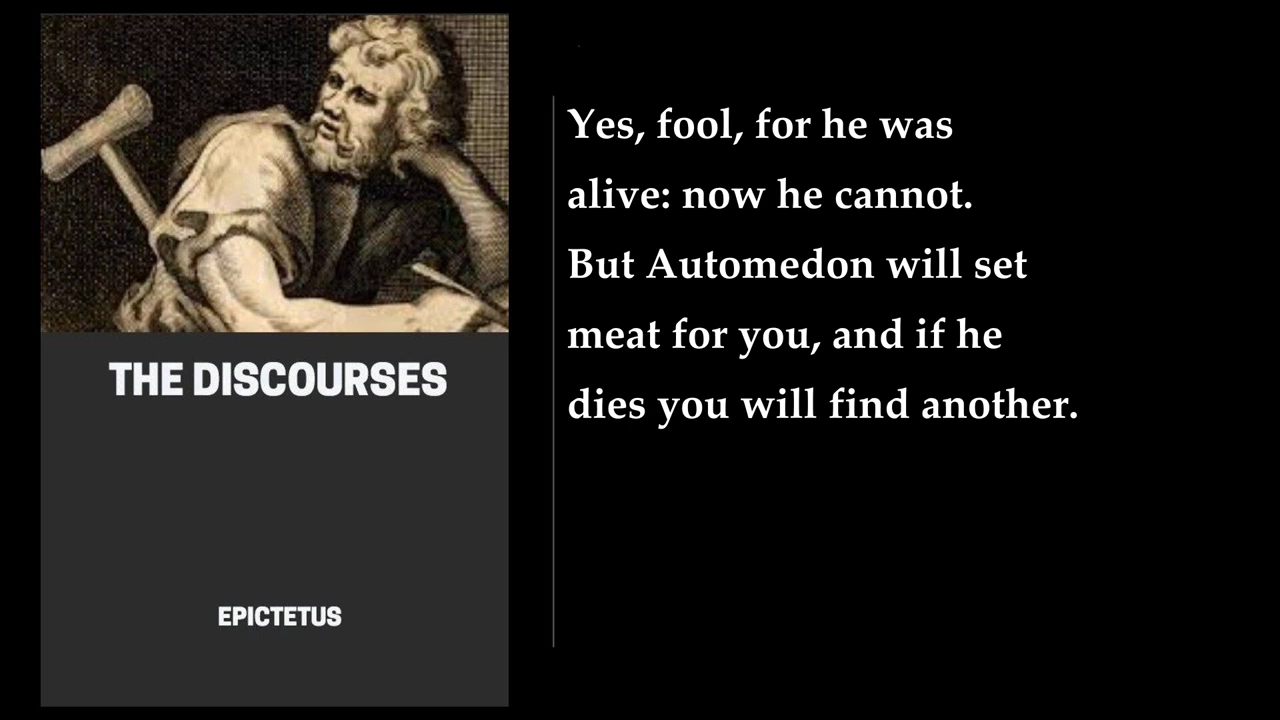 THE DISCOURSES
EPICTETUS
Yes, fool, for he was
alive: now he cannot.
But Automedon will set
meat for you, and if he
dies you will find another.